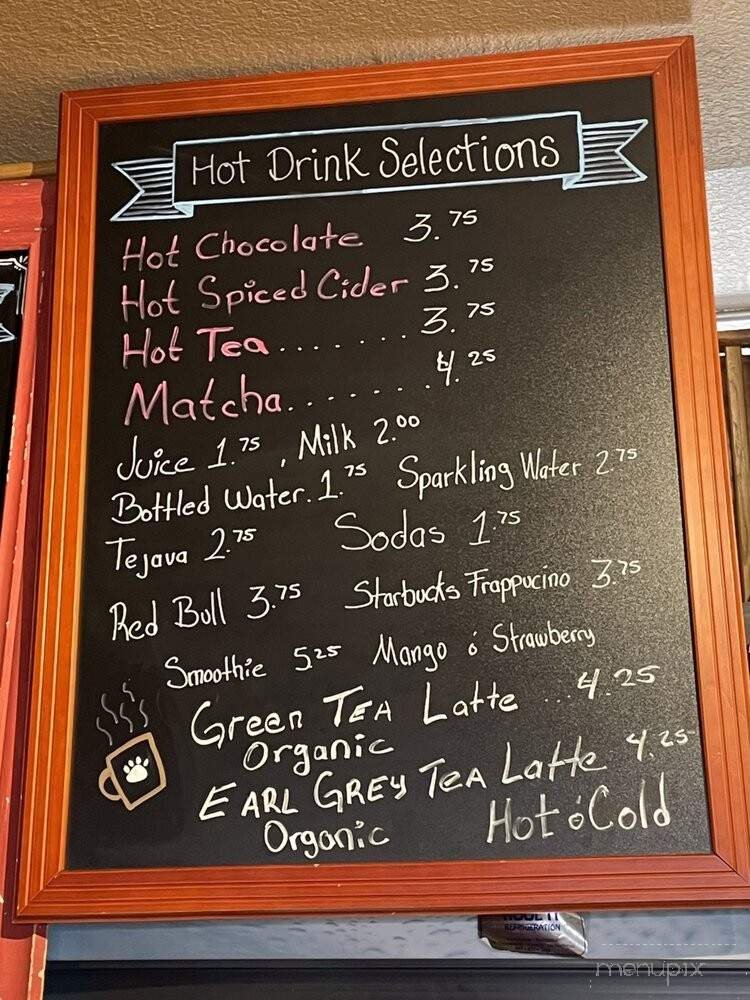 Hot Drink Selections
Hot Chocolate 3.75
Hot Spiced Cider 3.75
Hot Tea........3.75
Matcha.......4.25
Juice 1.75, Milk 2.00
Bottled Water.1.75 Sparkling Water 2.75
Tejava 2.75 Sodas 1.75
Red Bull 3.75 Starbucks Frappucino 3.75
Smoothie 5.25 Mango ó Strawberry
Green TEA Latte ...4.25
Organic
EARL GREY TEA Latte 4.25
Organic Hot ó Cold
REFRIGERATION
menupix